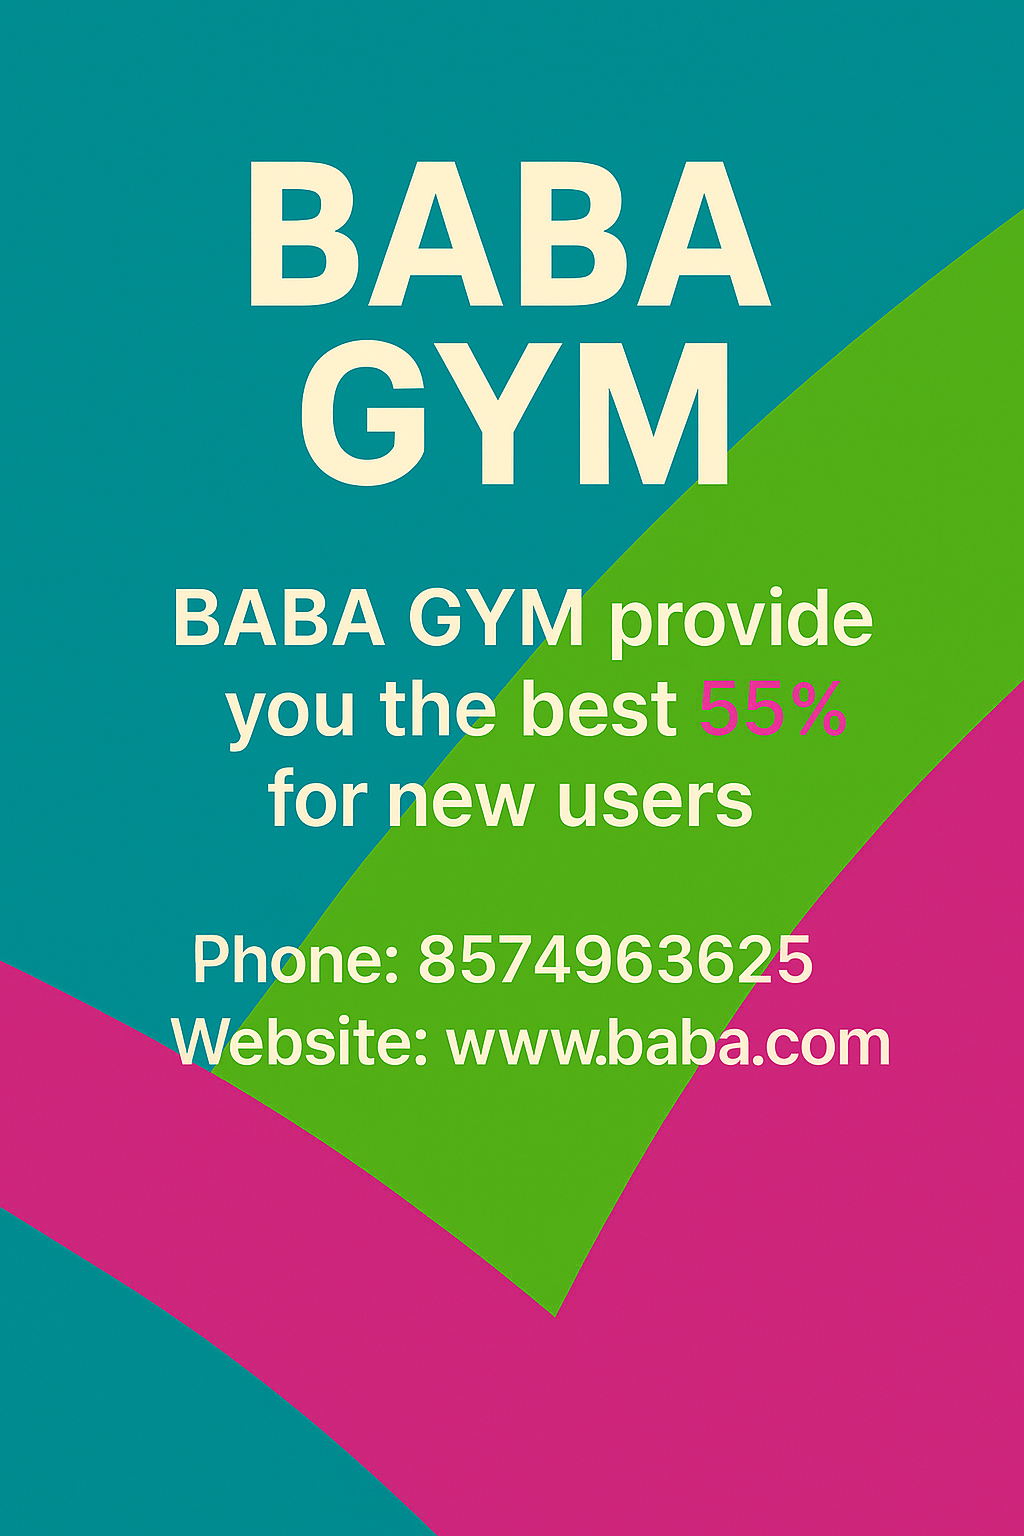 BABA
GYM
BABA GYM provide
you the best 55%
for new users
Phone: 8574963625
Website: www.baba.com